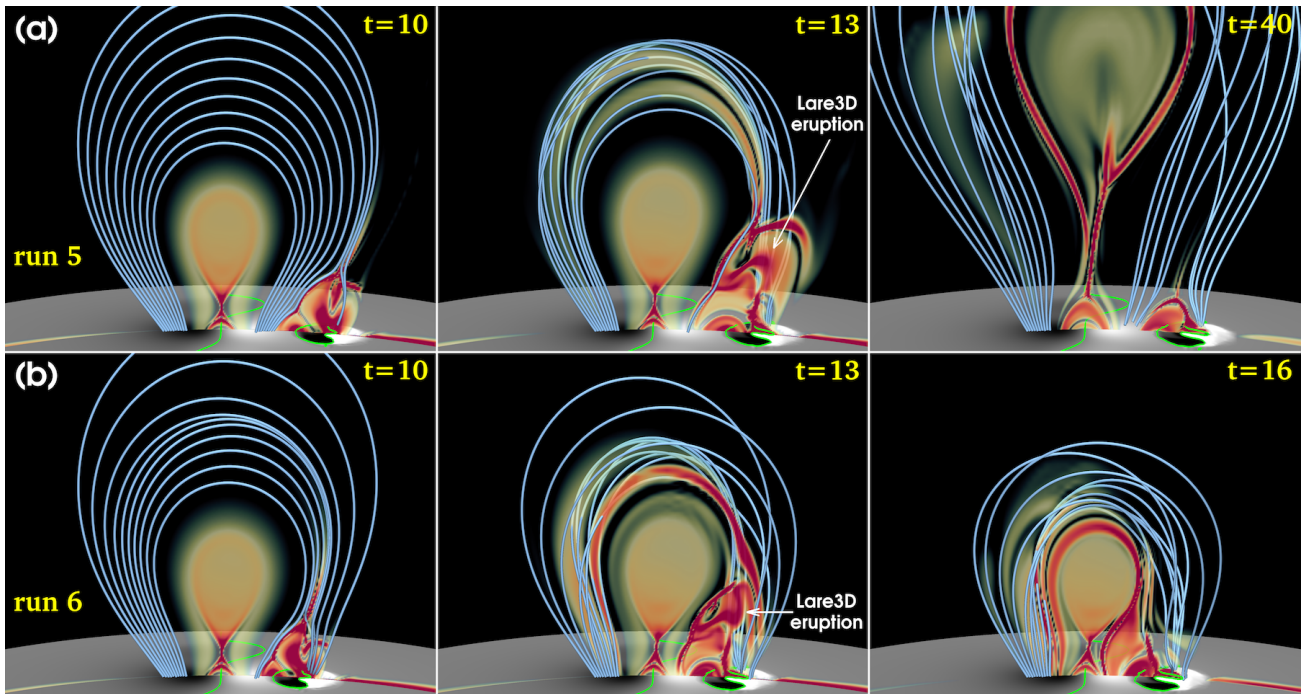 (a)
t=10
t=13
t=40
Lare3D
eruption
run 5
(b)
t=10
t=13
t=16
run 6
Lare3D
eruption